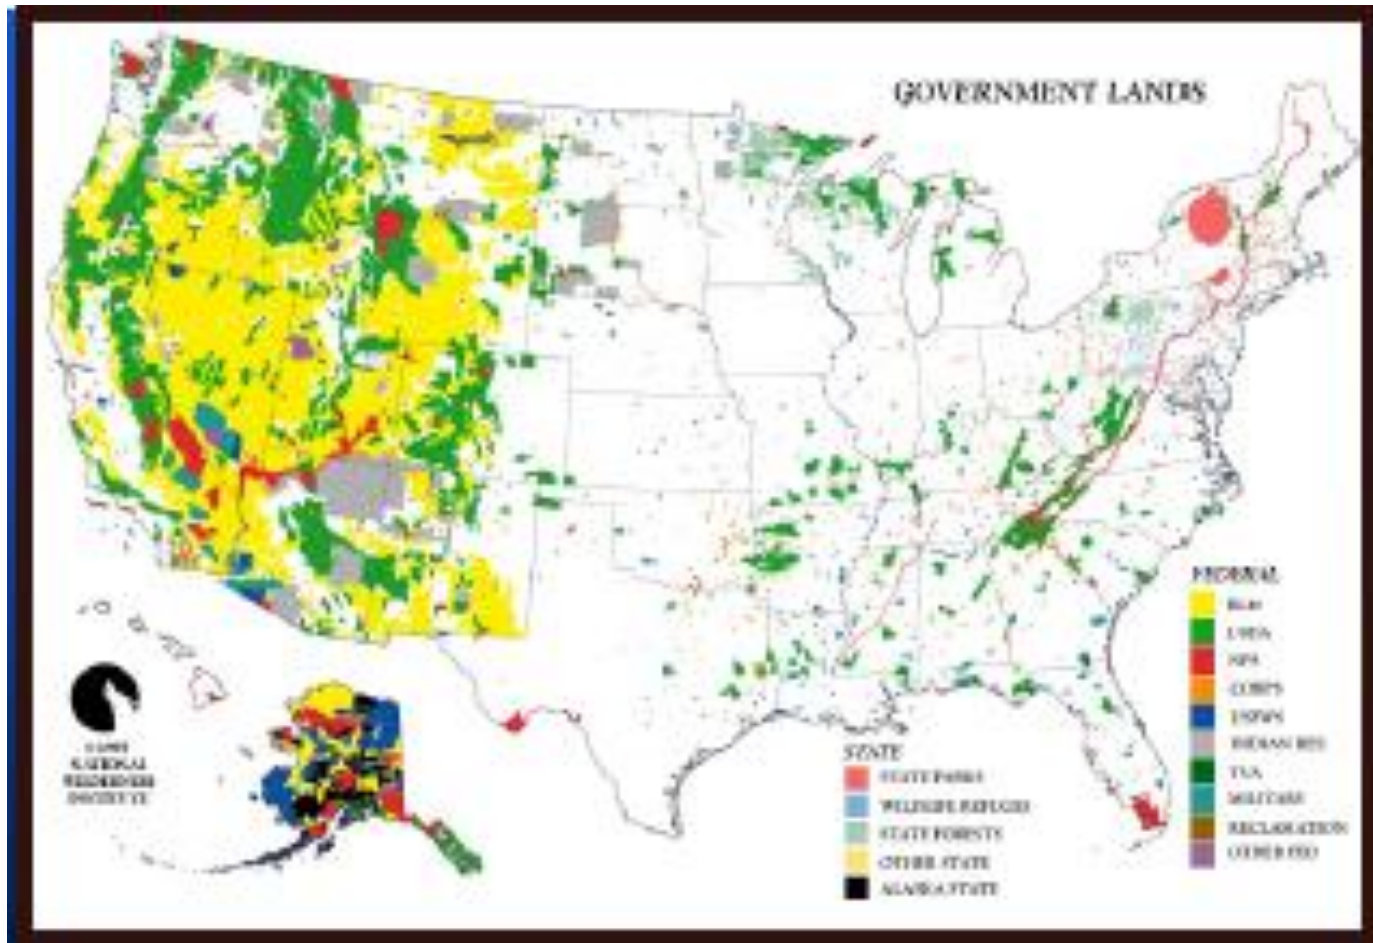 GOVERNMENT LANDS
FEDERAL
BLM
USDA
NPS
CORPS
USFWS
INDIAN RES
TVA
MILITARY
RECLAMATION
OTHER FED
STATE
STATE PARKS
WILDLIFE REFUGES
STATE FORESTS
OTHER STATE
ALASKA STATE
NATIONAL
WILDERNESS
INSTITUTE